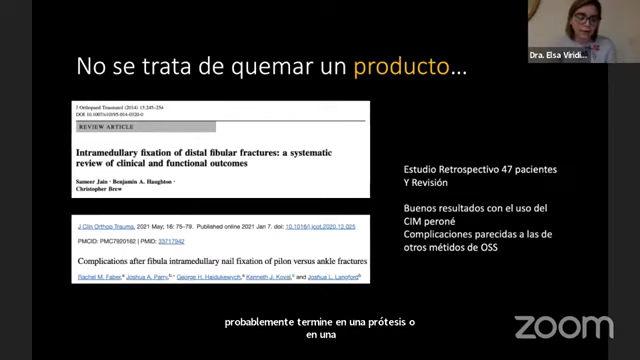 Dra. Elsa Viridi...
No se trata de quemar un producto...
J Orthopaed Traumatol (2014) 15:245–254
DOI 10.1007/s10195-014-0320-0
REVIEW ARTICLE
Intramedullary fixation of distal fibular fractures: a systematic
review of clinical and functional outcomes
Sameer Jain · Benjamin A. Haughton ·
Christopher Brew
J Clin Orthop Trauma, 2021 May; 16: 75–79. Published online 2021 Jan 7. doi: 10.1016/j.jcot.2020.12.025
PMCID: PMC7920162 | PMID: 33717942
Complications after fibula intramedullary nail fixation of pilon versus ankle fractures
Rachel M. Faber, Joshua A. Parry, George H. Haidukewych, Kenneth J. Koval, and Joshua L. Langford
Estudio Retrospectivo 47 pacientes
Y Revisión
Buenos resultados con el uso del
CIM peroné
Complicaciones parecidas a las de
otros métidos de OSS
probablemente termine en una prótesis o
en una
zoom